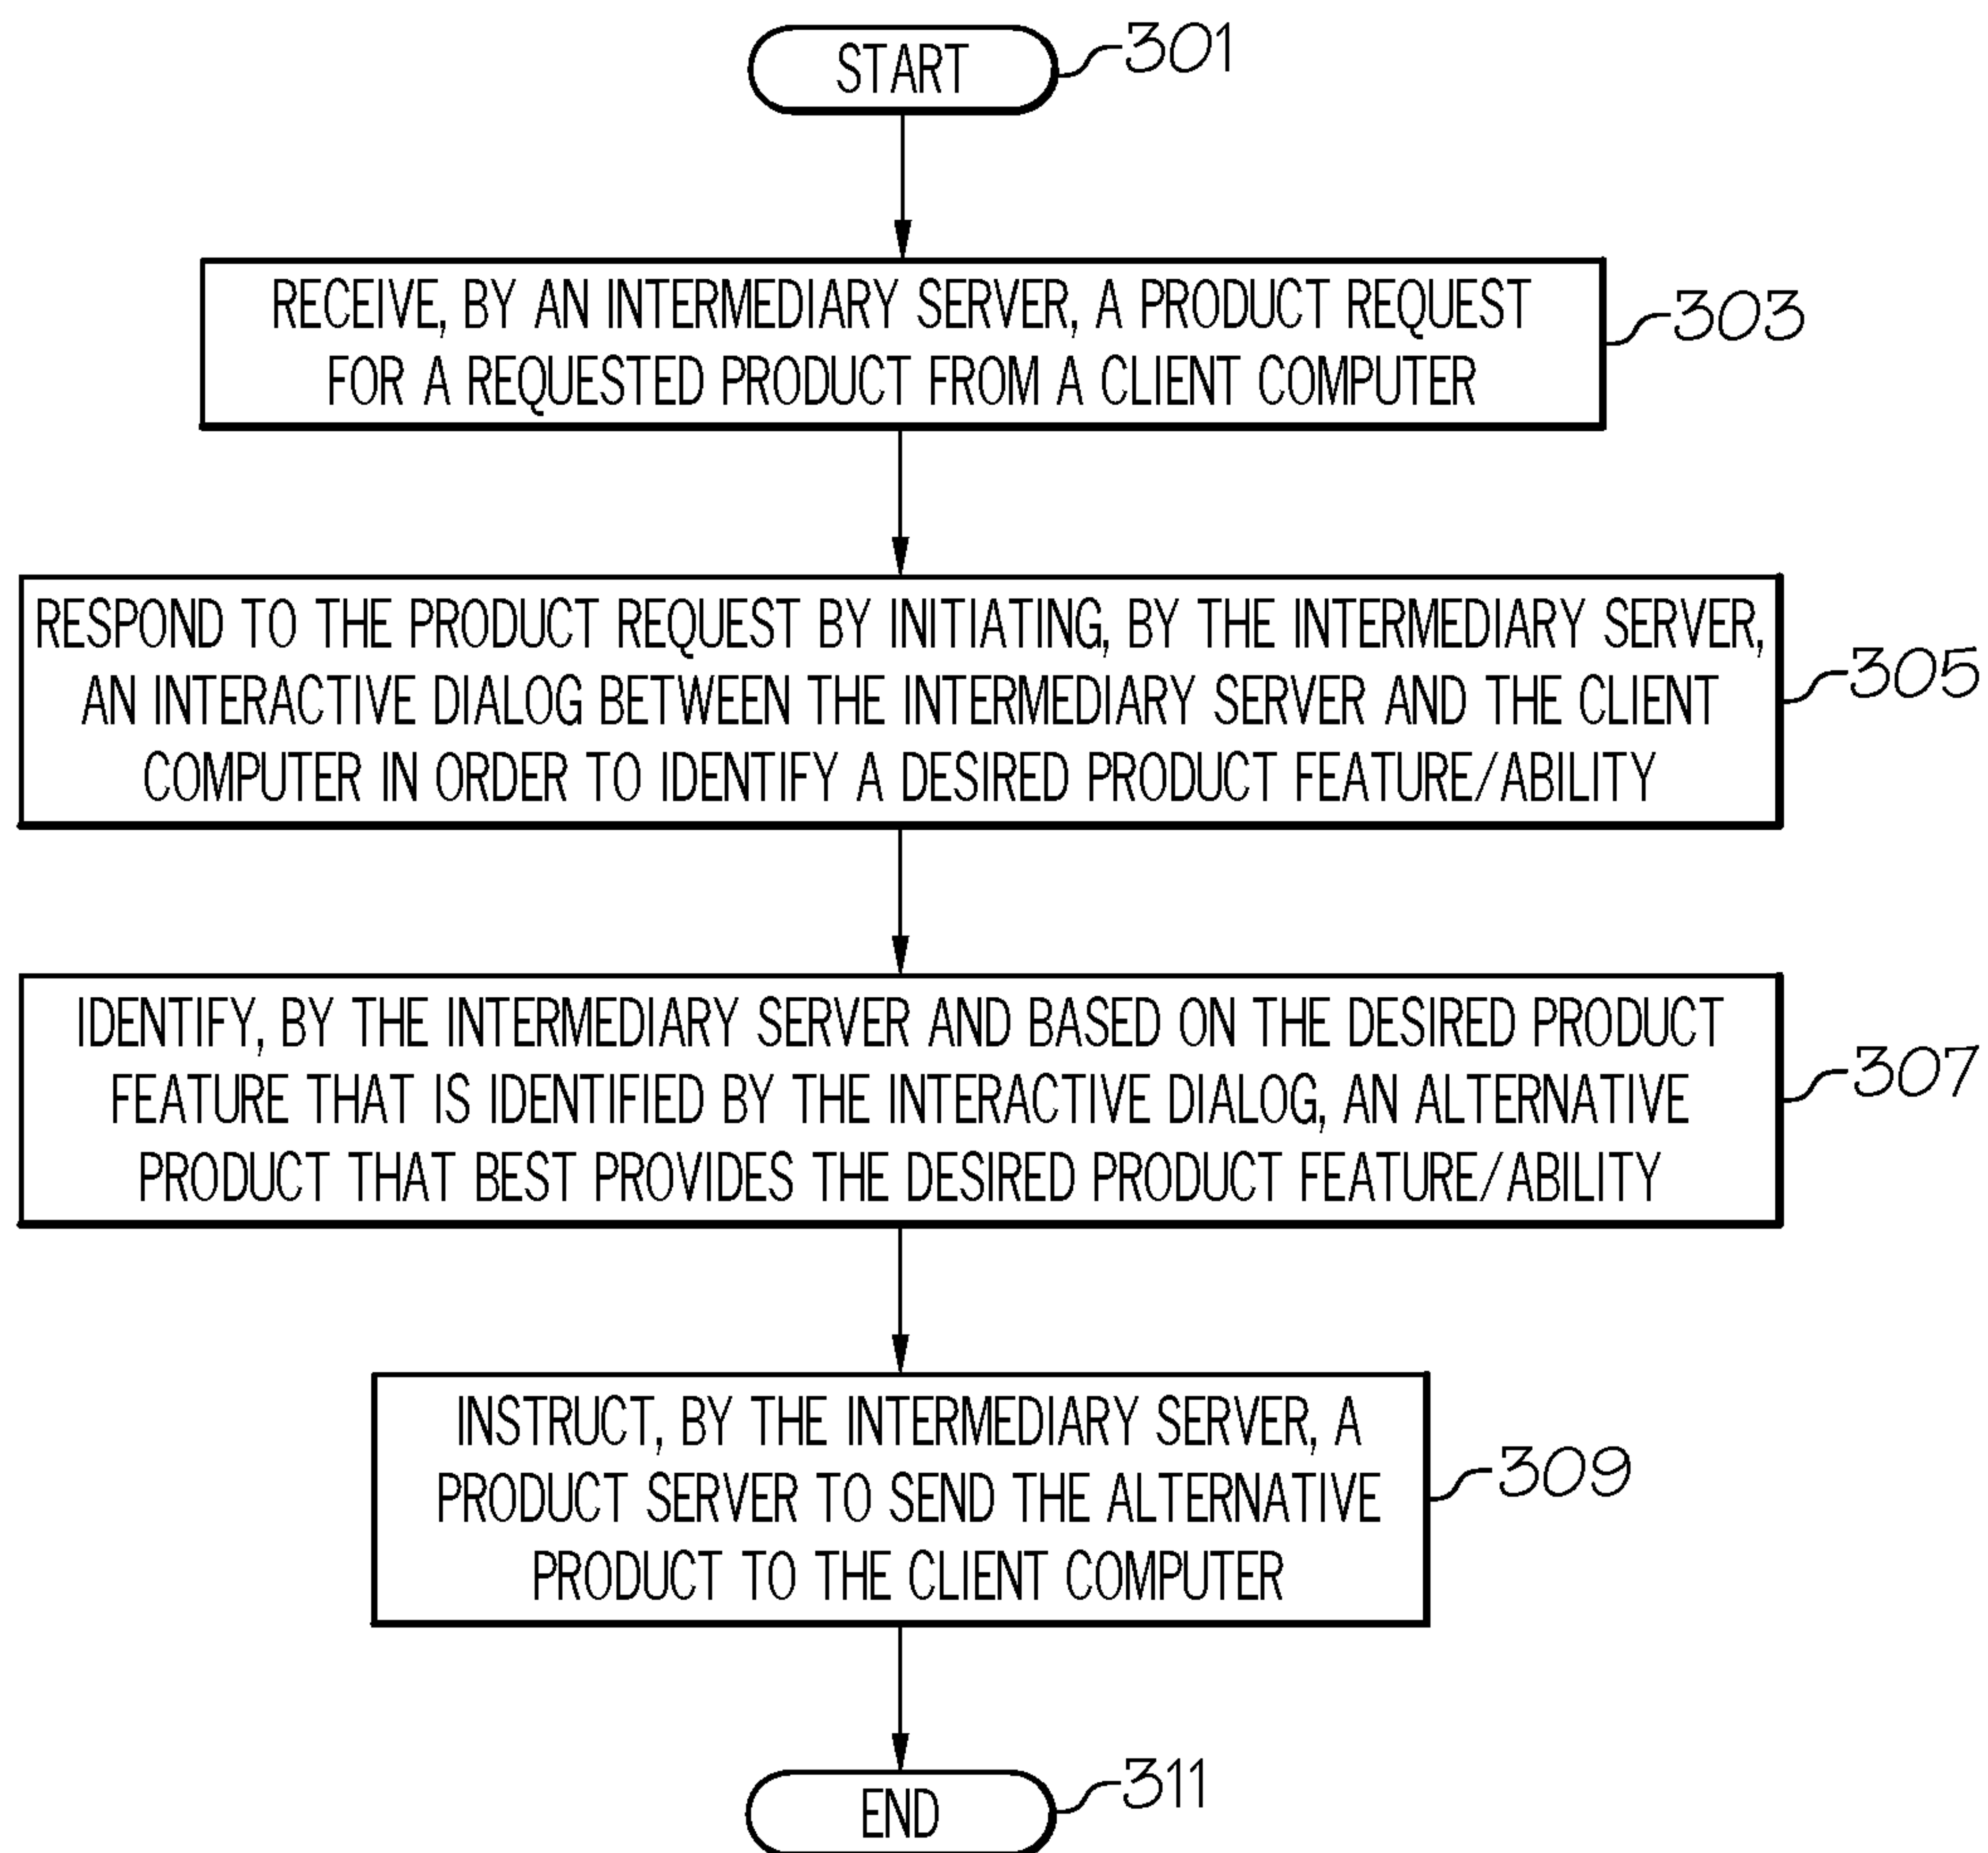 START
301
RECEIVE, BY AN INTERMEDIARY SERVER, A PRODUCT REQUEST
FOR A REQUESTED PRODUCT FROM A CLIENT COMPUTER
303
RESPOND TO THE PRODUCT REQUEST BY INITIATING, BY THE INTERMEDIARY SERVER,
AN INTERACTIVE DIALOG BETWEEN THE INTERMEDIARY SERVER AND THE CLIENT
COMPUTER IN ORDER TO IDENTIFY A DESIRED PRODUCT FEATURE/ABILITY
305
IDENTIFY, BY THE INTERMEDIARY SERVER AND BASED ON THE DESIRED PRODUCT
FEATURE THAT IS IDENTIFIED BY THE INTERACTIVE DIALOG, AN ALTERNATIVE
PRODUCT THAT BEST PROVIDES THE DESIRED PRODUCT FEATURE/ABILITY
307
INSTRUCT, BY THE INTERMEDIARY SERVER, A
PRODUCT SERVER TO SEND THE ALTERNATIVE
PRODUCT TO THE CLIENT COMPUTER
309
END
311